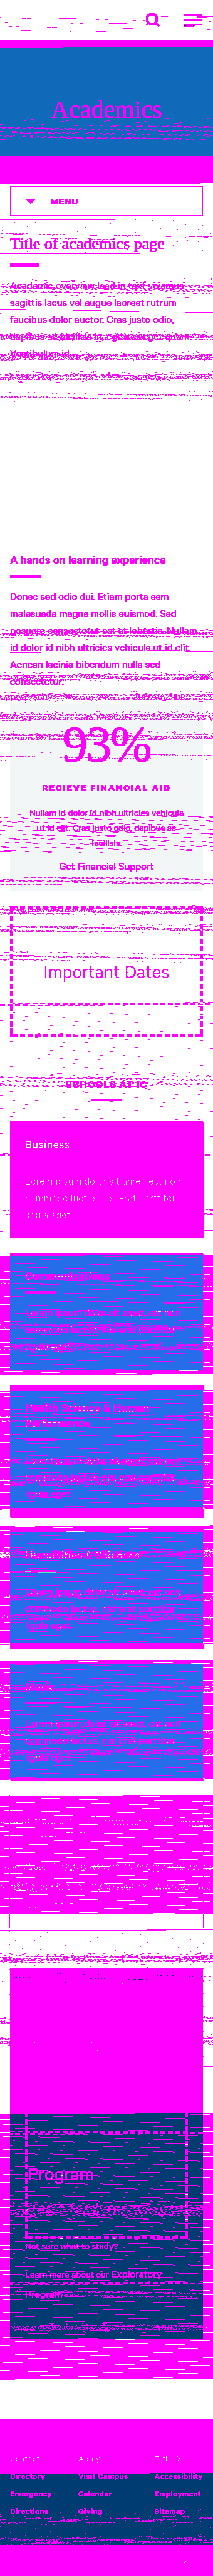 Academics
MENU
Title of academics page
Academic overview lead-in text vivamus
sagittis lacus vel augue laoreet rutrum
faucibus dolor auctor. Cras justo odio,
dapibus ac facilisis in, egestas eget quam.
Vestibulum id
A hands on learning experience
Donec sed odio dui. Etiam porta sem
malesuada magna mollis euismod. Sed
posuere consectetur est at lobortis. Nullam
id dolor id nibh ultricies vehicula ut id elit.
Aenean lacinia bibendum nulla sed
consectetur.
93%
RECIEVE FINANCIAL AID
Nullam id dolor id nibh ultricies vehicula
ut id elit. Cras justo odio, dapibus ac
facilisis
Get Financial Support
Important Dates
SCHOOLS AT IC
Business
Lorem ipsum dolor sit amet, est non
commodo luctus, nisl erat porttitor
ligula eget
Communications
Lorem ipsum dolor sit amet, est non
commodo luctus, nisl erat porttitor
ligula eget
Health Science & Human
Performance
Lorem ipsum dolor sit amet, est non
commodo luctus, nisl erat porttitor
ligula eget
Lorem ipsum dolor sit amet, est non
commodo luctus, nisl erat porttitor
ligula eget
Music
Lorem ipsum dolor sit amet, est non
commodo luctus, nisl erat porttitor
ligula eget
Program
Not sure what to study?
Learn more about our Exploratory
Program
Contact Apply Title IX
Directory Visit Campus Accessibility
Emergency Calendar Employment
Directions Giving Sitemap